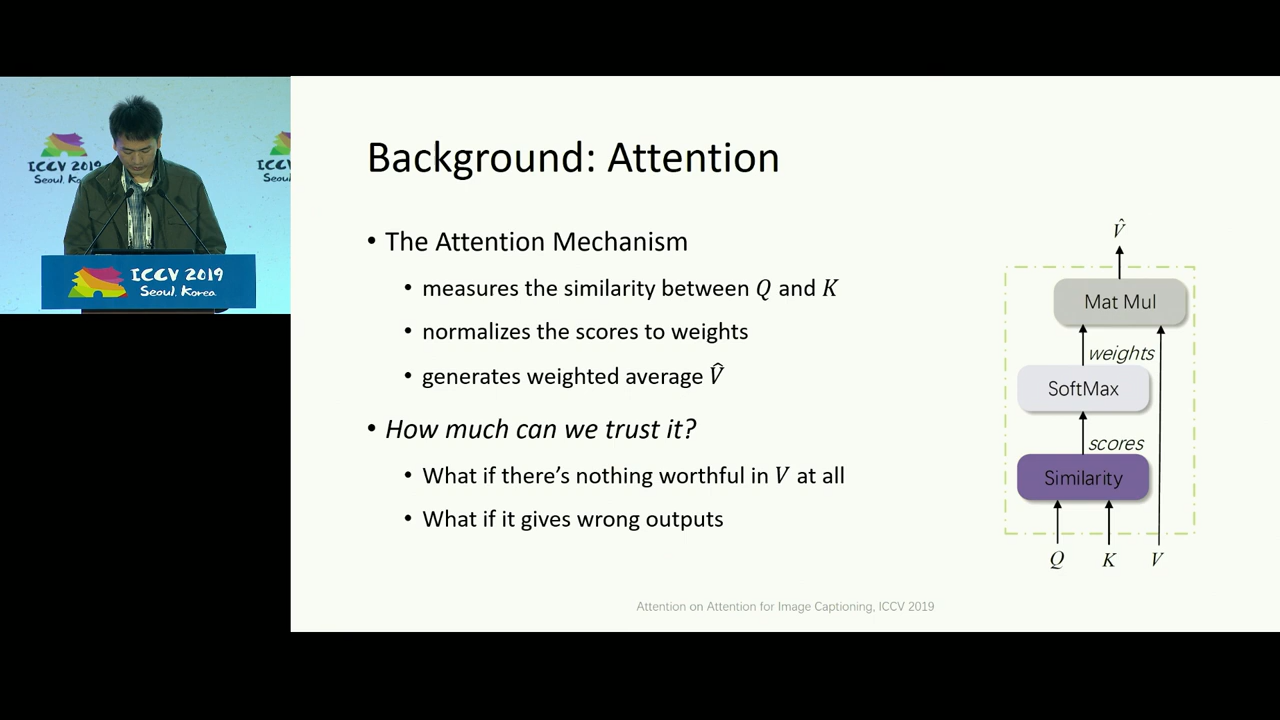 ICCV 2019
Seoul, Ko
ICC
Seoul
ICCV 2019
Seoul, Korea
Background: Attention
• The Attention Mechanism
• measures the similarity between Q and K
• normalizes the scores to weights
• generates weighted average V̂
• How much can we trust it?
• What if there's nothing worthful in V at all
• What if it gives wrong outputs
V̂
Mat Mul
weights
SoftMax
scores
Similarity
Q K V
Attention on Attention for Image Captioning, ICCV 2019